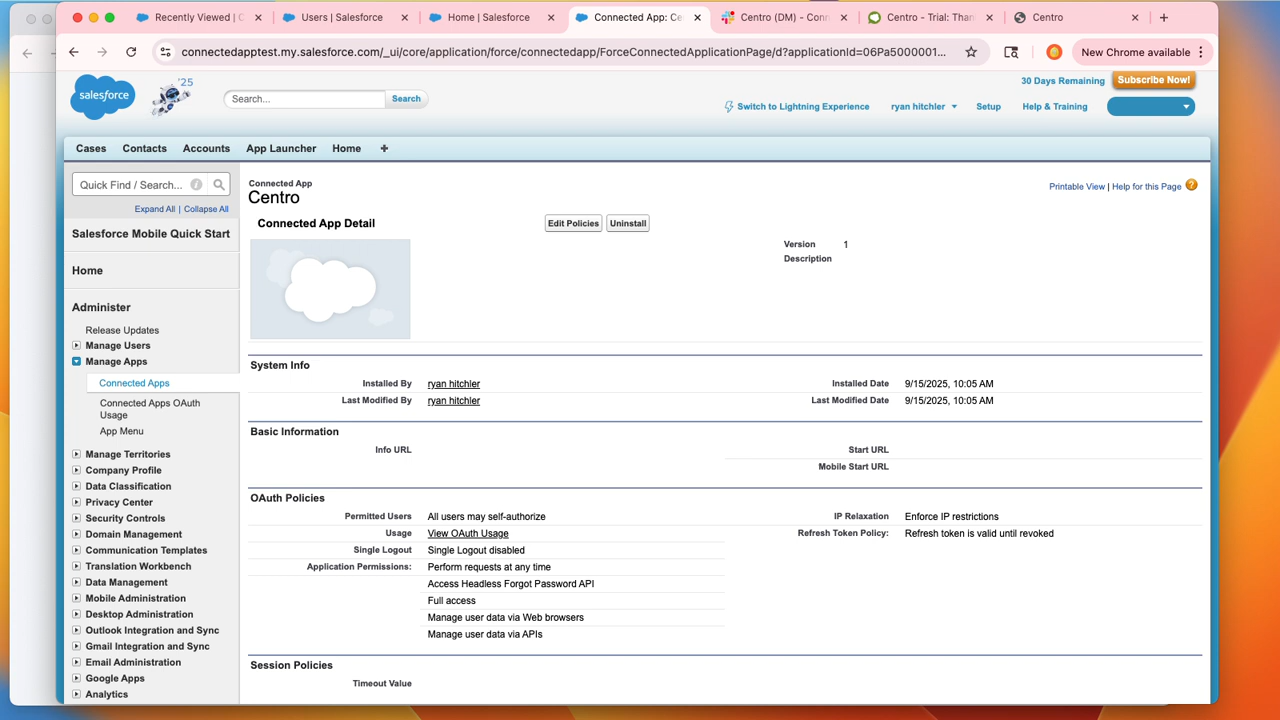 Recently Viewed | C
Users | Salesforce
Home | Salesforce
Connected App: Ce
Centro (DM) - Conn
Centro - Trial: Than
Centro
connectedapptest.my.salesforce.com/_ui/core/application/force/connectedapp/ForceConnectedApplicationPage/d?applicationId=06Pa5000001...
New Chrome available
salesforce
'25
Search...
Search
30 Days Remaining
Subscribe Now!
Switch to Lightning Experience
ryan hitchler
Setup
Help & Training
Cases
Contacts
Accounts
App Launcher
Home
Quick Find / Search...
Expand All | Collapse All
Salesforce Mobile Quick Start
Home
Administer
Release Updates
Manage Users
Manage Apps
Connected Apps
Connected Apps OAuth
Usage
App Menu
Manage Territories
Company Profile
Data Classification
Privacy Center
Security Controls
Domain Management
Communication Templates
Translation Workbench
Data Management
Mobile Administration
Desktop Administration
Outlook Integration and Sync
Gmail Integration and Sync
Email Administration
Google Apps
Analytics
Connected App
Centro
Printable View | Help for this Page
Connected App Detail
Edit Policies
Uninstall
Version 1
Description
System Info
Installed By ryan hitchler
Installed Date 9/15/2025, 10:05 AM
Last Modified By ryan hitchler
Last Modified Date 9/15/2025, 10:05 AM
Basic Information
Info URL
Start URL
Mobile Start URL
OAuth Policies
Permitted Users All users may self-authorize
IP Relaxation Enforce IP restrictions
Usage View OAuth Usage
Refresh Token Policy: Refresh token is valid until revoked
Single Logout Single Logout disabled
Application Permissions: Perform requests at any time
Access Headless Forgot Password API
Full access
Manage user data via Web browsers
Manage user data via APIs
Session Policies
Timeout Value